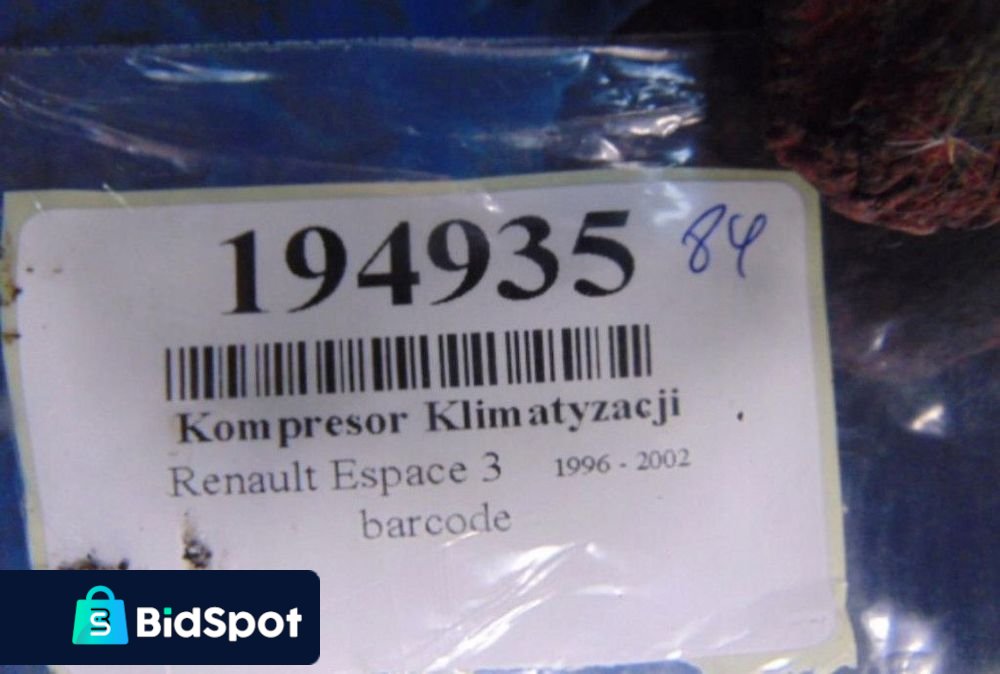 194935 84
Kompresor Klimatyzacji
Renault Espace 3 1996 - 2002
barcode
BidSpot